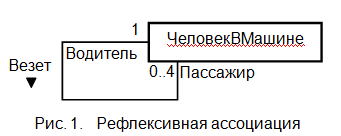 1
ЧеловекВМашине
Водитель
Везет
▼
0..4 Пассажир
Рис. 1. Рефлексивная ассоциация